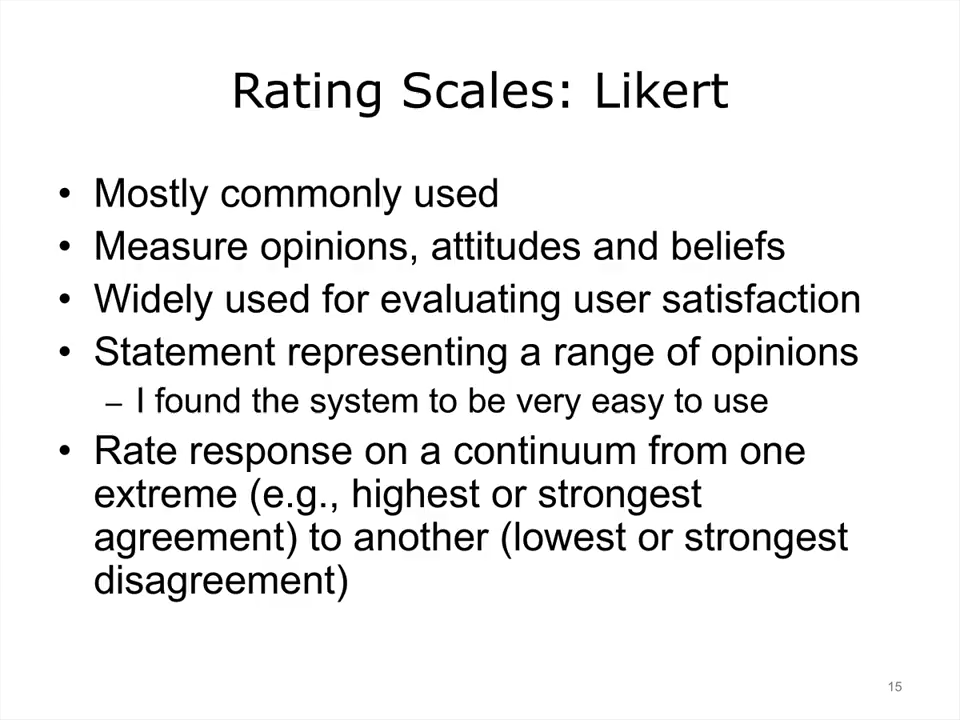 Rating Scales: Likert
• Mostly commonly used
• Measure opinions, attitudes and beliefs
• Widely used for evaluating user satisfaction
• Statement representing a range of opinions
– I found the system to be very easy to use
• Rate response on a continuum from one
extreme (e.g., highest or strongest
agreement) to another (lowest or strongest
disagreement)
15